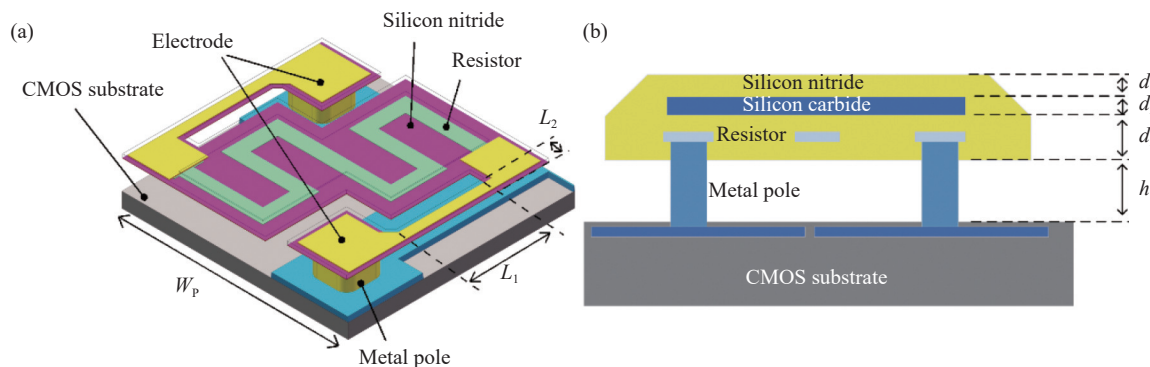 (a)
Silicon nitride
Electrode
Resistor
CMOS substrate
L₂
L₁
Wₚ
Metal pole
(b)
Silicon nitride
d
Silicon carbide
d
Resistor
d
Metal pole
h
CMOS substrate